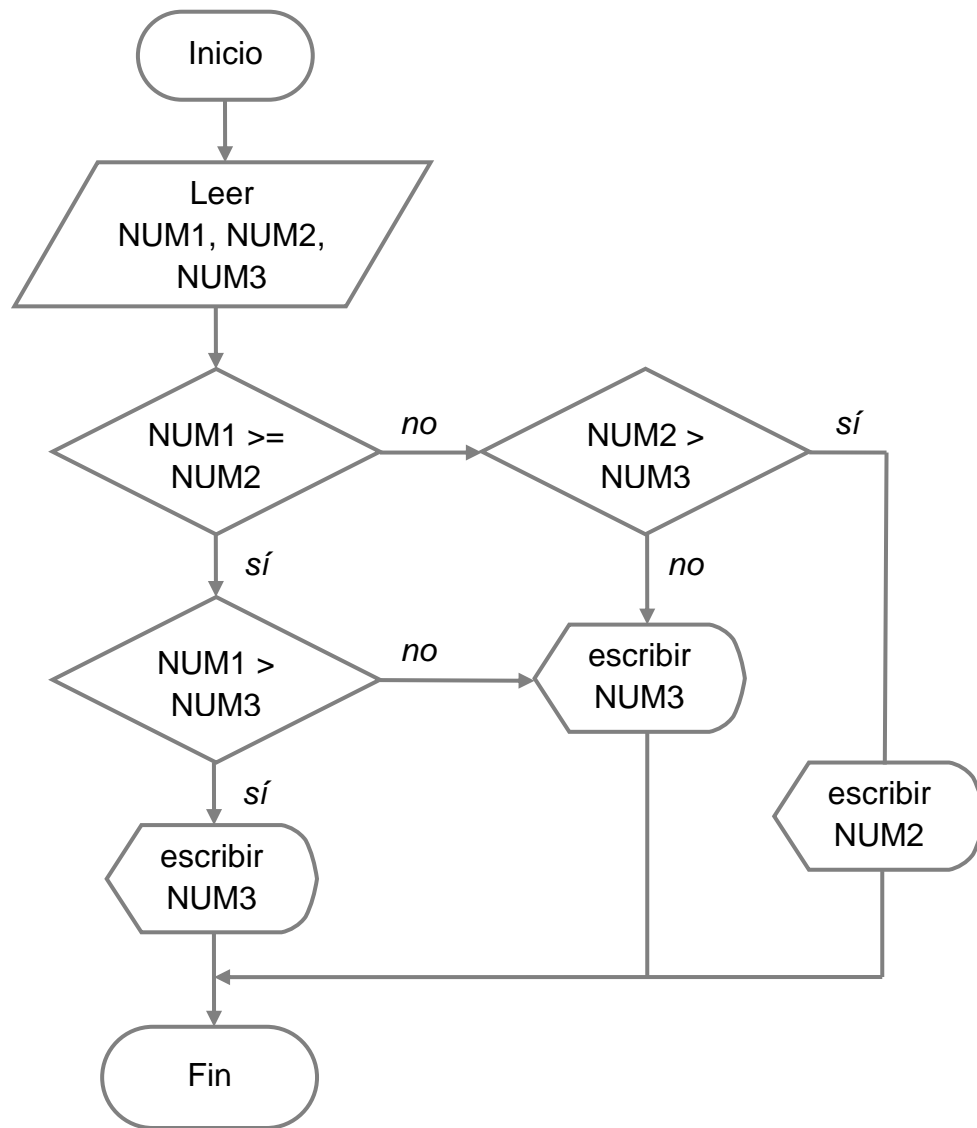 Inicio
Leer
NUM1, NUM2,
NUM3
NUM1 >=
NUM2
no
NUM2 >
NUM3
sí
sí
no
NUM1 >
NUM3
no
escribir
NUM3
sí
escribir
NUM3
escribir
NUM2
Fin